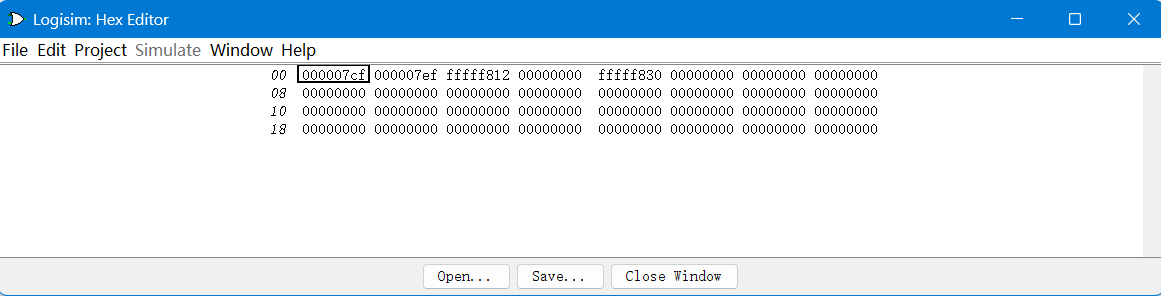 Logisim: Hex Editor
File Edit Project Simulate Window Help
00 000007cf 000007ef fffff812 00000000 fffff830 00000000 00000000 00000000
08 00000000 00000000 00000000 00000000 00000000 00000000 00000000 00000000
10 00000000 00000000 00000000 00000000 00000000 00000000 00000000 00000000
18 00000000 00000000 00000000 00000000 00000000 00000000 00000000 00000000
Open... Save... Close Window